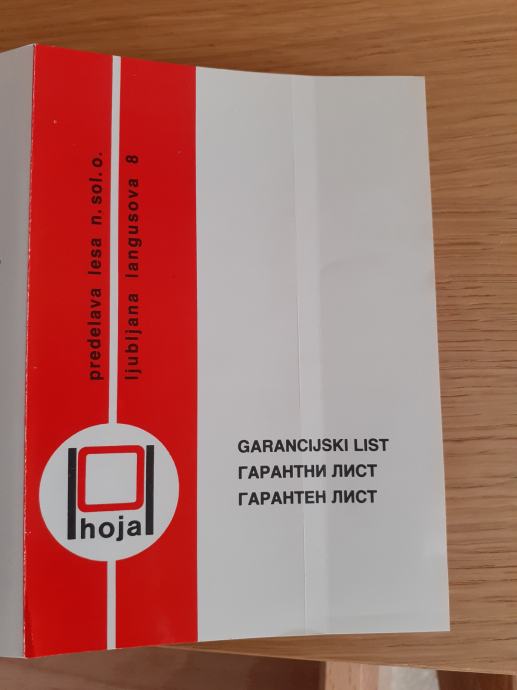 predelava lesa n. sol. o.
ljubljana langusova 8
hoja
GARANCIJSKI LIST
ГАРАНТНИ ЛИСТ
ГАРАНТЕН ЛИСТ